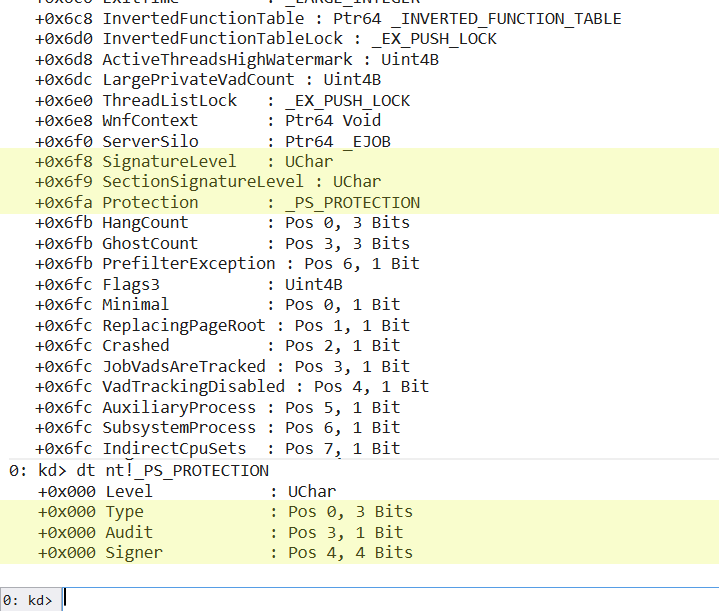 +0x6c0 ExitTime : _LARGE_INTEGER
+0x6c8 InvertedFunctionTable : Ptr64 _INVERTED_FUNCTION_TABLE
+0x6d0 InvertedFunctionTableLock : _EX_PUSH_LOCK
+0x6d8 ActiveThreadsHighWatermark : Uint4B
+0x6dc LargePrivateVadCount : Uint4B
+0x6e0 ThreadListLock : _EX_PUSH_LOCK
+0x6e8 WnfContext : Ptr64 Void
+0x6f0 ServerSilo : Ptr64 _EJOB
+0x6f8 SignatureLevel : UChar
+0x6f9 SectionSignatureLevel : UChar
+0x6fa Protection : _PS_PROTECTION
+0x6fb HangCount : Pos 0, 3 Bits
+0x6fb GhostCount : Pos 3, 3 Bits
+0x6fb PrefilterException : Pos 6, 1 Bit
+0x6fc Flags3 : Uint4B
+0x6fc Minimal : Pos 0, 1 Bit
+0x6fc ReplacingPageRoot : Pos 1, 1 Bit
+0x6fc Crashed : Pos 2, 1 Bit
+0x6fc JobVadsAreTracked : Pos 3, 1 Bit
+0x6fc VadTrackingDisabled : Pos 4, 1 Bit
+0x6fc AuxiliaryProcess : Pos 5, 1 Bit
+0x6fc SubsystemProcess : Pos 6, 1 Bit
+0x6fc IndirectCpuSets : Pos 7, 1 Bit
0: kd> dt nt!_PS_PROTECTION
+0x000 Level : UChar
+0x000 Type : Pos 0, 3 Bits
+0x000 Audit : Pos 3, 1 Bit
+0x000 Signer : Pos 4, 4 Bits
0: kd>